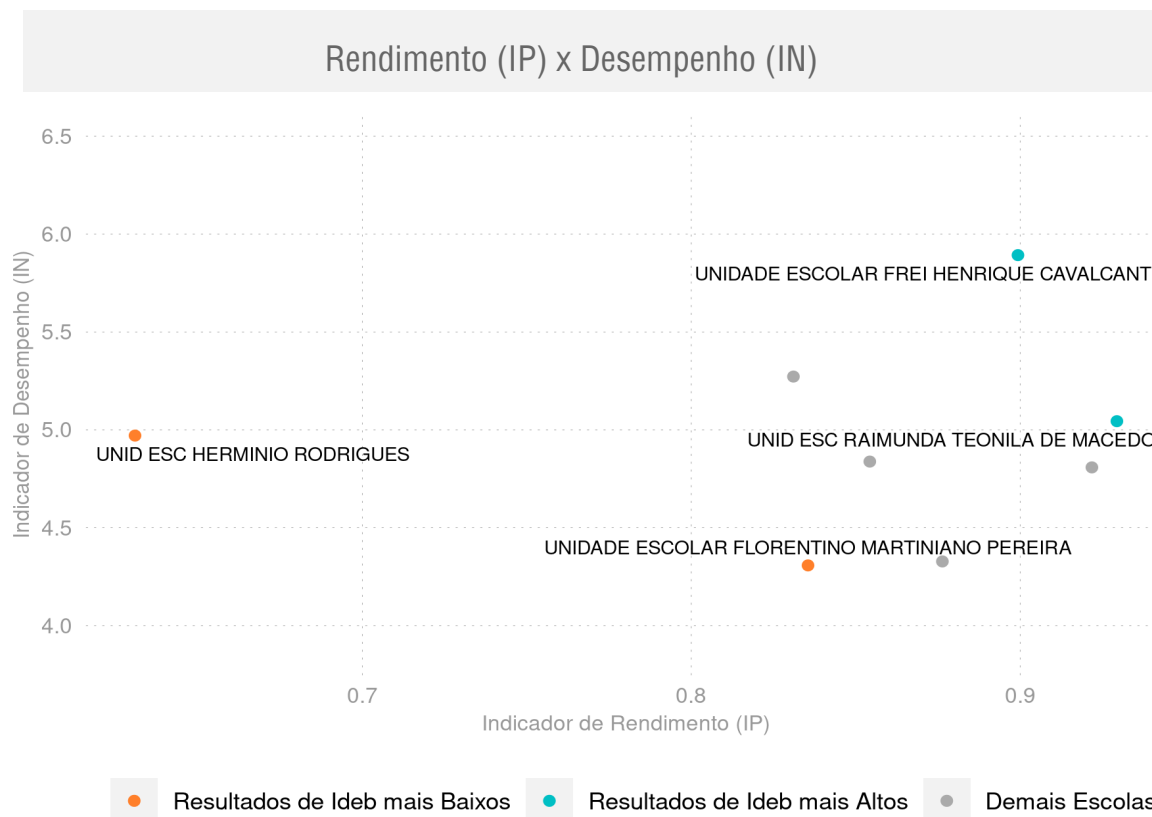 Rendimento (IP) x Desempenho (IN)
6.5
6.0
5.5
5.0
4.5
4.0
Indicador de Desempenho (IN)
UNIDADE ESCOLAR FREI HENRIQUE CAVALCANT
UNID ESC RAIMUNDA TEONILA DE MACEDO
UNID ESC HERMINIO RODRIGUES
UNIDADE ESCOLAR FLORENTINO MARTINIANO PEREIRA
0.7 0.8 0.9
Indicador de Rendimento (IP)
Resultados de Ideb mais Baixos Resultados de Ideb mais Altos Demais Escolas